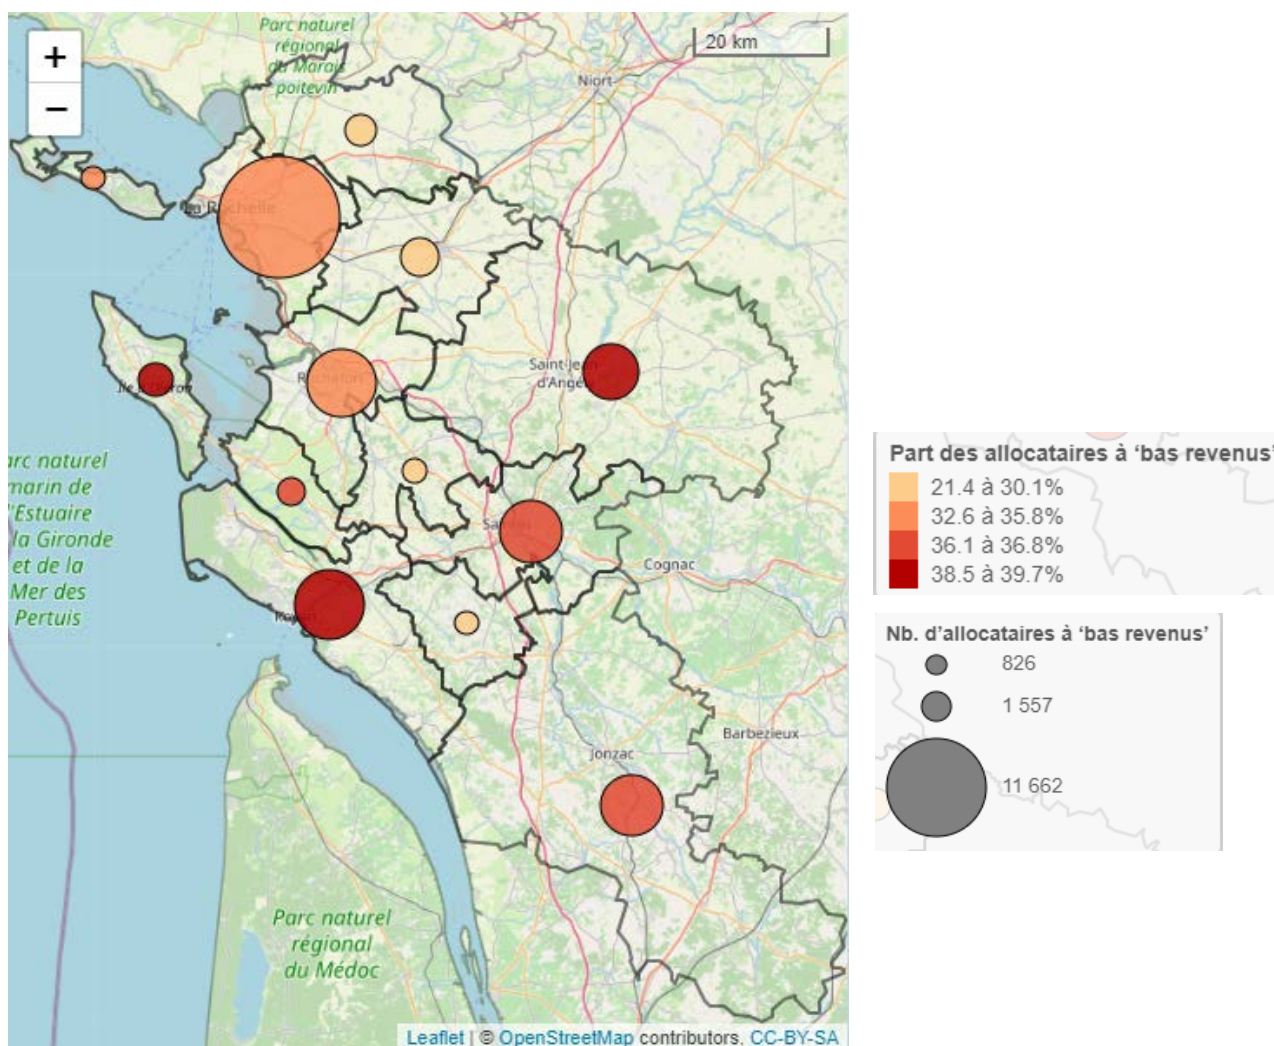 Parc naturel
régional
du Marais
poitevin
+
−
20 km
Niort
La Rochelle
Saint-Jean
d'Angély
Île d'Oléron
Parc naturel
marin de
l'Estuaire
la Gironde
et de la
Mer des
Pertuis
Cognac
Barbezieux
Jonzac
Parc naturel
régional
du Médoc
Leaflet | © OpenStreetMap contributors, CC-BY-SA
Part des allocataires à ‘bas revenus’
21.4 à 30.1%
32.6 à 35.8%
36.1 à 36.8%
38.5 à 39.7%
Nb. d’allocataires à ‘bas revenus’
826
1 557
11 662